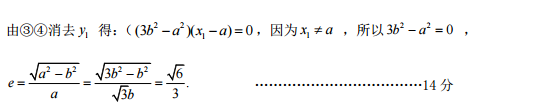 由③④消去 y₁ 得：((3b²−a²)(x₁−a)=0，因为 x₁≠a ，所以 3b²−a²=0 ，
e=√(a²−b²)/a=√(3b²−b²)/(√3b)=√6/3. ……………………………14 分